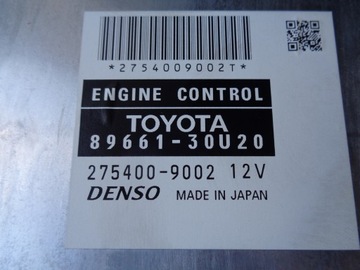 *2754009002T*
ENGINE CONTROL
TOYOTA
89661-30U20
275400-9002 12V
DENSO MADE IN JAPAN